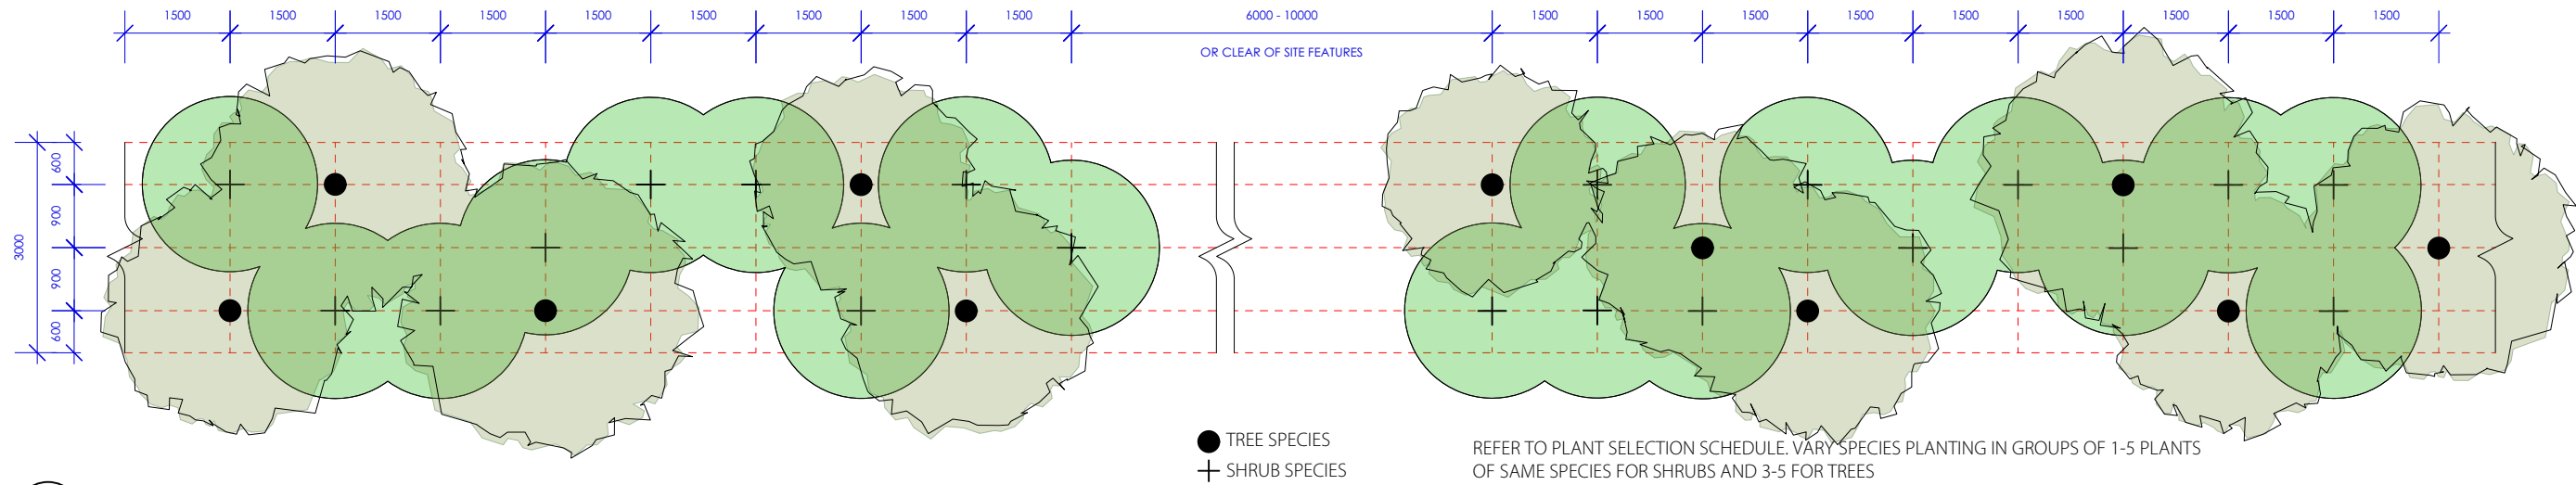 1500 1500 1500 1500 1500 1500 1500 1500 1500 6000 - 10000 1500 1500 1500 1500 1500 1500 1500 1500 1500
OR CLEAR OF SITE FEATURES
600
900
3000
900
600
TREE SPECIES
SHRUB SPECIES
REFER TO PLANT SELECTION SCHEDULE. VARY SPECIES PLANTING IN GROUPS OF 1-5 PLANTS
OF SAME SPECIES FOR SHRUBS AND 3-5 FOR TREES